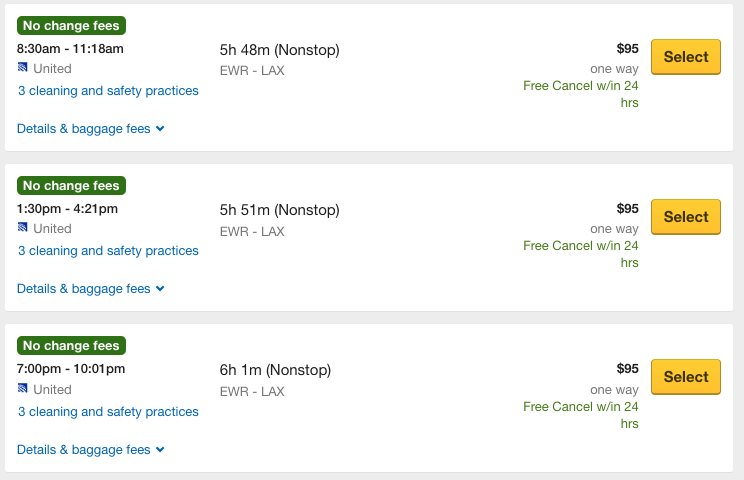 No change fees
8:30am - 11:18am
5h 48m (Nonstop)
$95
Select
United
EWR - LAX
one way
3 cleaning and safety practices
Free Cancel w/in 24
hrs
Details & baggage fees
No change fees
1:30pm - 4:21pm
5h 51m (Nonstop)
$95
Select
United
EWR - LAX
one way
3 cleaning and safety practices
Free Cancel w/in 24
hrs
Details & baggage fees
No change fees
7:00pm - 10:01pm
6h 1m (Nonstop)
$95
Select
United
EWR - LAX
one way
3 cleaning and safety practices
Free Cancel w/in 24
hrs
Details & baggage fees